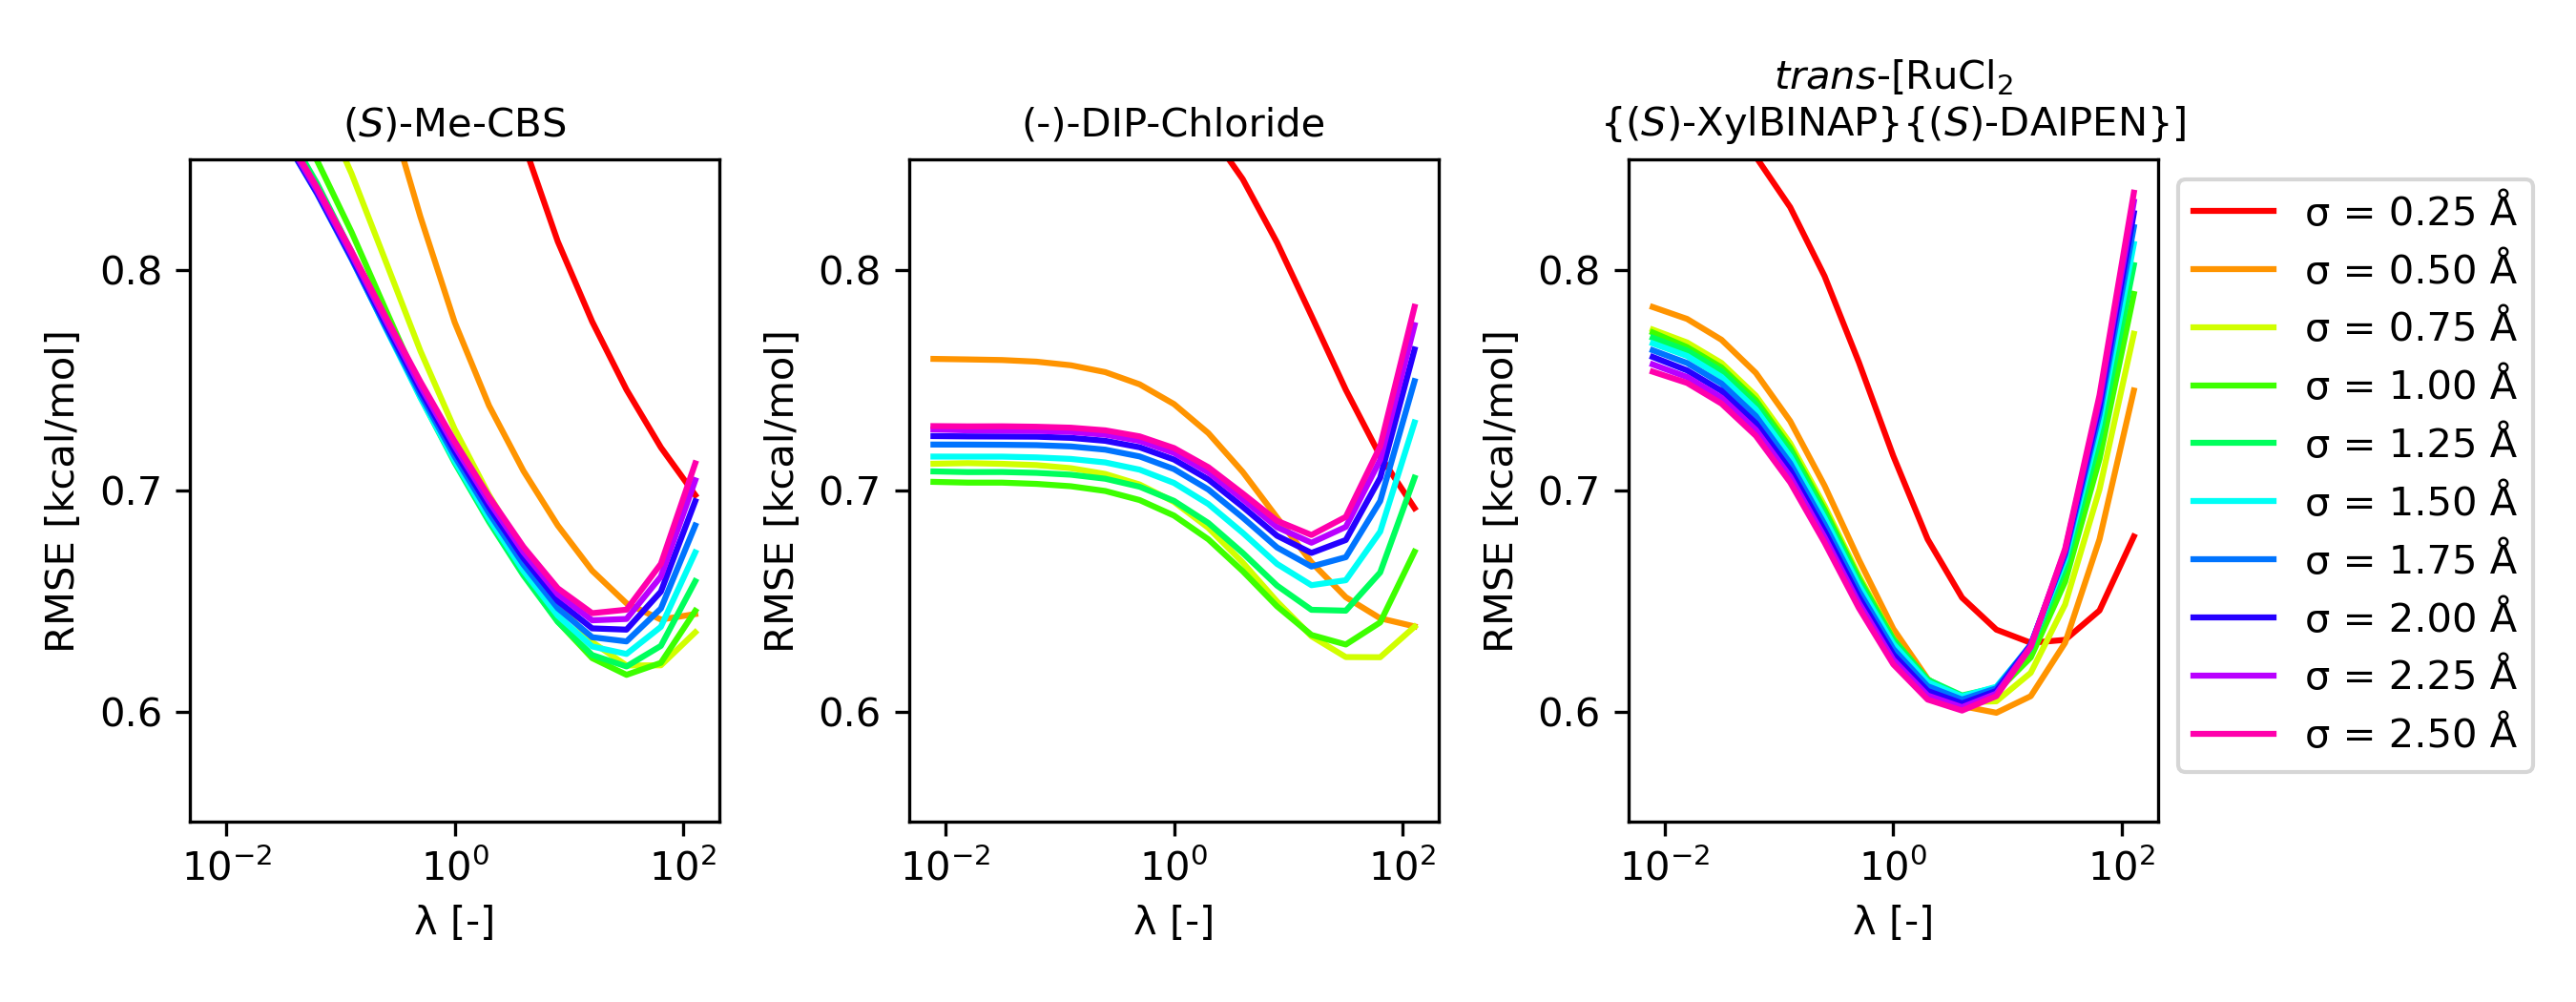 (S)-Me-CBS
RMSE [kcal/mol]
0.8
0.7
0.6
10⁻²
10⁰
10²
λ [-]
(-)-DIP-Chloride
RMSE [kcal/mol]
0.8
0.7
0.6
10⁻²
10⁰
10²
λ [-]
trans-[RuCl₂
{(S)-XylBINAP}{(S)-DAIPEN}]
RMSE [kcal/mol]
0.8
0.7
0.6
10⁻²
10⁰
10²
λ [-]
σ = 0.25 Å
σ = 0.50 Å
σ = 0.75 Å
σ = 1.00 Å
σ = 1.25 Å
σ = 1.50 Å
σ = 1.75 Å
σ = 2.00 Å
σ = 2.25 Å
σ = 2.50 Å